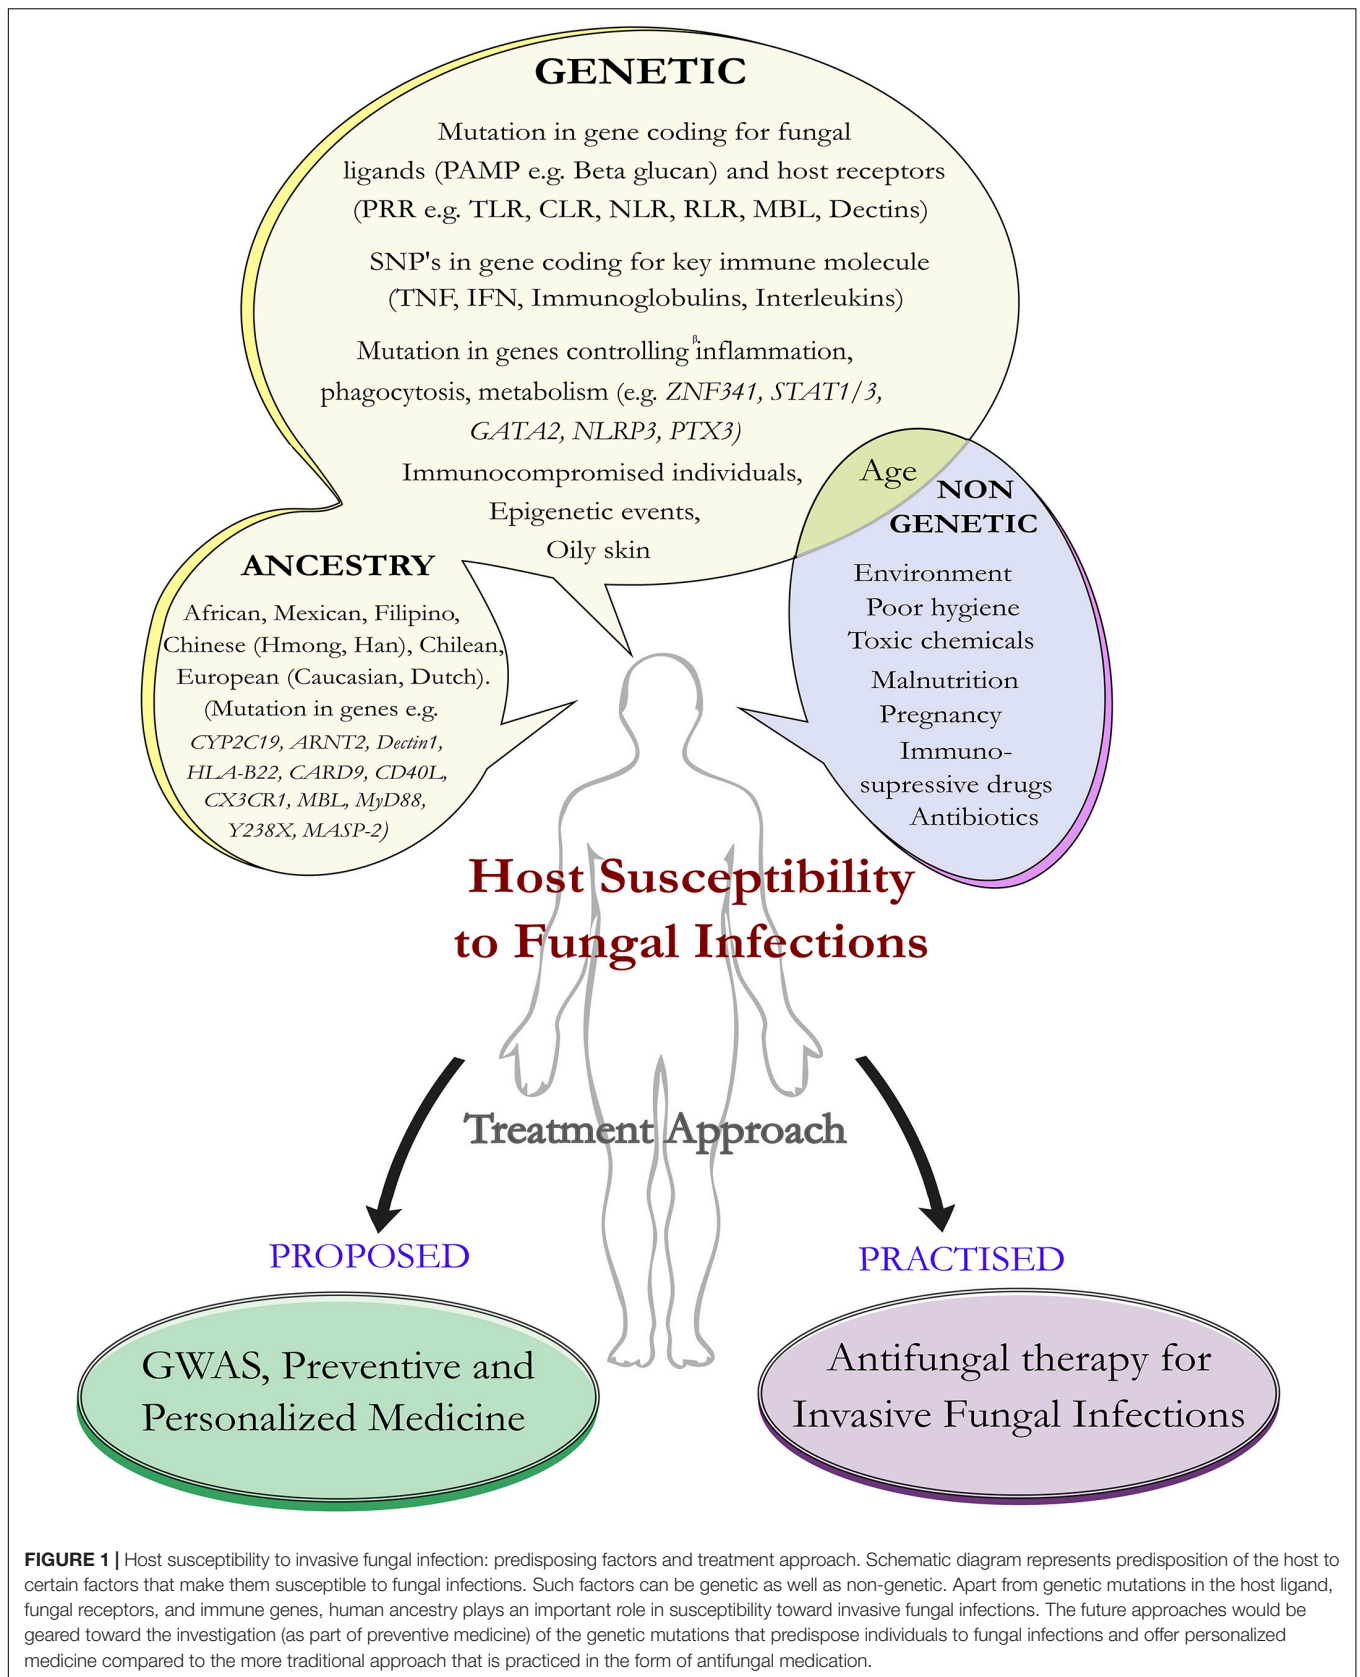 GENETIC
Mutation in gene coding for fungal
ligands (PAMP e.g. Beta glucan) and host receptors
(PRR e.g. TLR, CLR, NLR, RLR, MBL, Dectins)
SNP's in gene coding for key immune molecule
(TNF, IFN, Immunoglobulins, Interleukins)
β.
Mutation in genes controlling inflammation,
phagocytosis, metabolism (e.g. ZNF341, STAT1/3,
GATA2, NLRP3, PTX3)
Immunocompromised individuals,
Epigenetic events,
Oily skin
Age
NON
GENETIC
Environment
Poor hygiene
Toxic chemicals
Malnutrition
Pregnancy
Immuno-
supressive drugs
Antibiotics
ANCESTRY
African, Mexican, Filipino,
Chinese (Hmong, Han), Chilean,
European (Caucasian, Dutch).
(Mutation in genes e.g.
CYP2C19, ARNT2, Dectin1,
HLA-B22, CARD9, CD40L,
CX3CR1, MBL, MyD88,
Y238X, MASP-2)
Host Susceptibility
to Fungal Infections
Treatment Approach
PROPOSED
PRACTISED
GWAS, Preventive and
Personalized Medicine
Antifungal therapy for
Invasive Fungal Infections
FIGURE 1 | Host susceptibility to invasive fungal infection: predisposing factors and treatment approach. Schematic diagram represents predisposition of the host to
certain factors that make them susceptible to fungal infections. Such factors can be genetic as well as non-genetic. Apart from genetic mutations in the host ligand,
fungal receptors, and immune genes, human ancestry plays an important role in susceptibility toward invasive fungal infections. The future approaches would be
geared toward the investigation (as part of preventive medicine) of the genetic mutations that predispose individuals to fungal infections and offer personalized
medicine compared to the more traditional approach that is practiced in the form of antifungal medication.